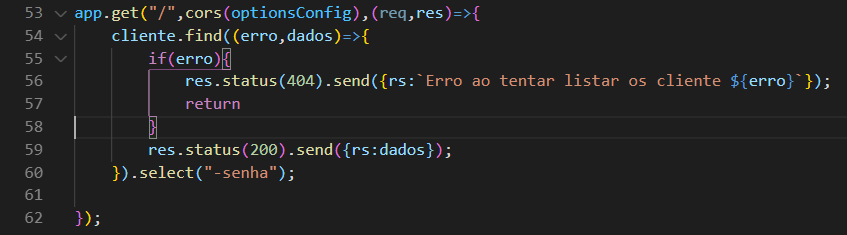 53 app.get("/",cors(optionsConfig),(req,res)=>{
54 cliente.find((erro,dados)=>{
55 if(erro){
56 res.status(404).send({rs:`Erro ao tentar listar os cliente ${erro}`});
57 return
58 }
59 res.status(200).send({rs:dados});
60 }).select("-senha");
61
62 });